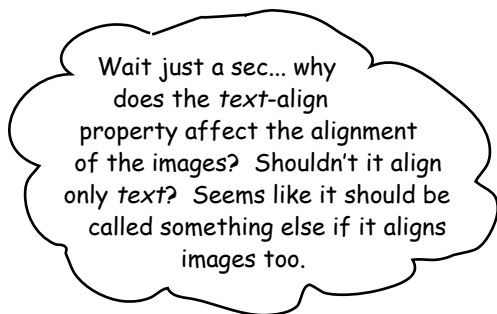 Wait just a sec... why
does the text-align
property affect the alignment
of the images? Shouldn't it align
only text? Seems like it should be
called something else if it aligns
images too.